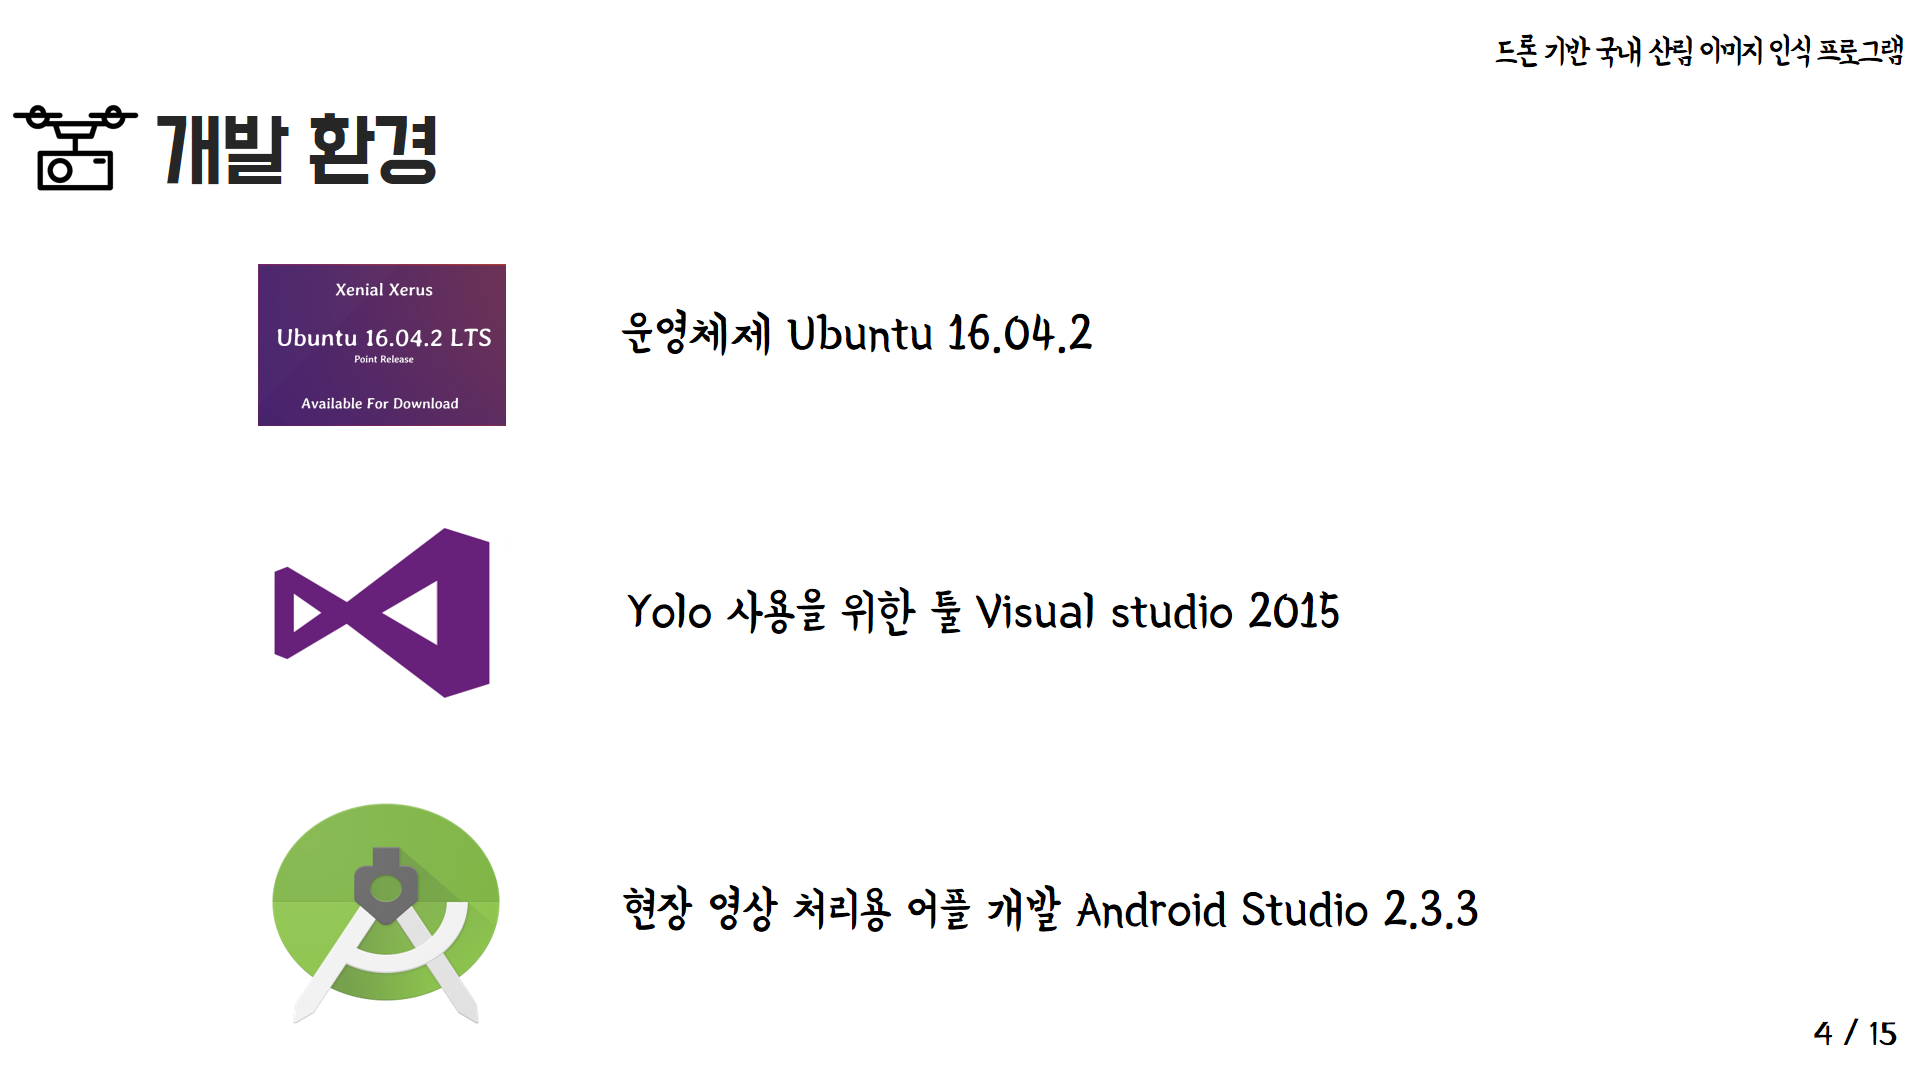 드론 기반 국내 산림 이미지 인식 프로그램
개발 환경
Xenial Xerus
Ubuntu 16.04.2 LTS
Point Release
Available For Download
운영체제 Ubuntu 16.04.2
Yolo 사용을 위한 툴 Visual studio 2015
현장 영상 처리용 어플 개발 Android Studio 2.3.3
4 / 15